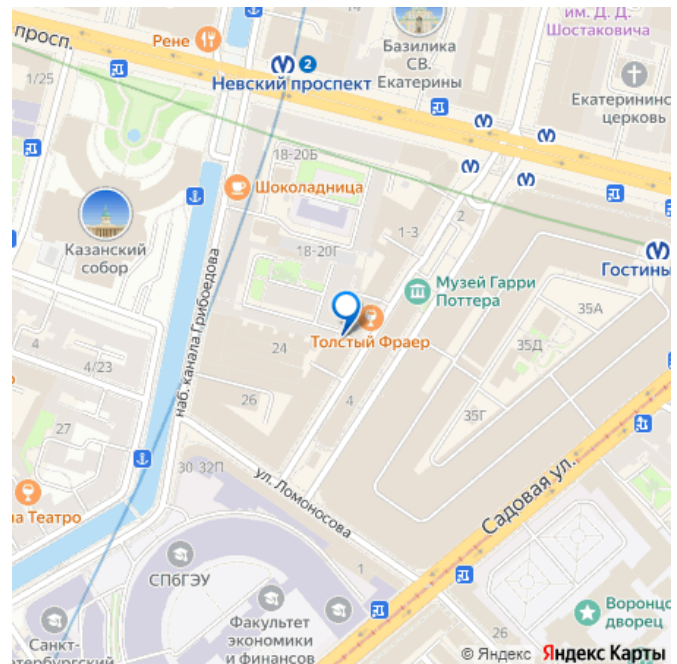 просп.
Рене
2
Невский проспект
Базилика
СВ.
Екатерины
им. Д. Д.
Шостаковича
1/25
Екатерининс
церковь
18-20Б
Шоколадница
2
Казанский
собор
18-20Г
1-3
Гостины
Музей Гарри
Поттера
наб. канала Грибоедова
35А
Толстый Фраер
35Д
4
4/23
24
26
4
35Г
27
30-32П
ул. Ломоносова
Садовая ул.
на Театро
СПбГЭУ
1
Факультет
экономики
и финансов
Воронцо
дворец
26
Санкт-
етербургский
© Яндекс Яндекс Карты